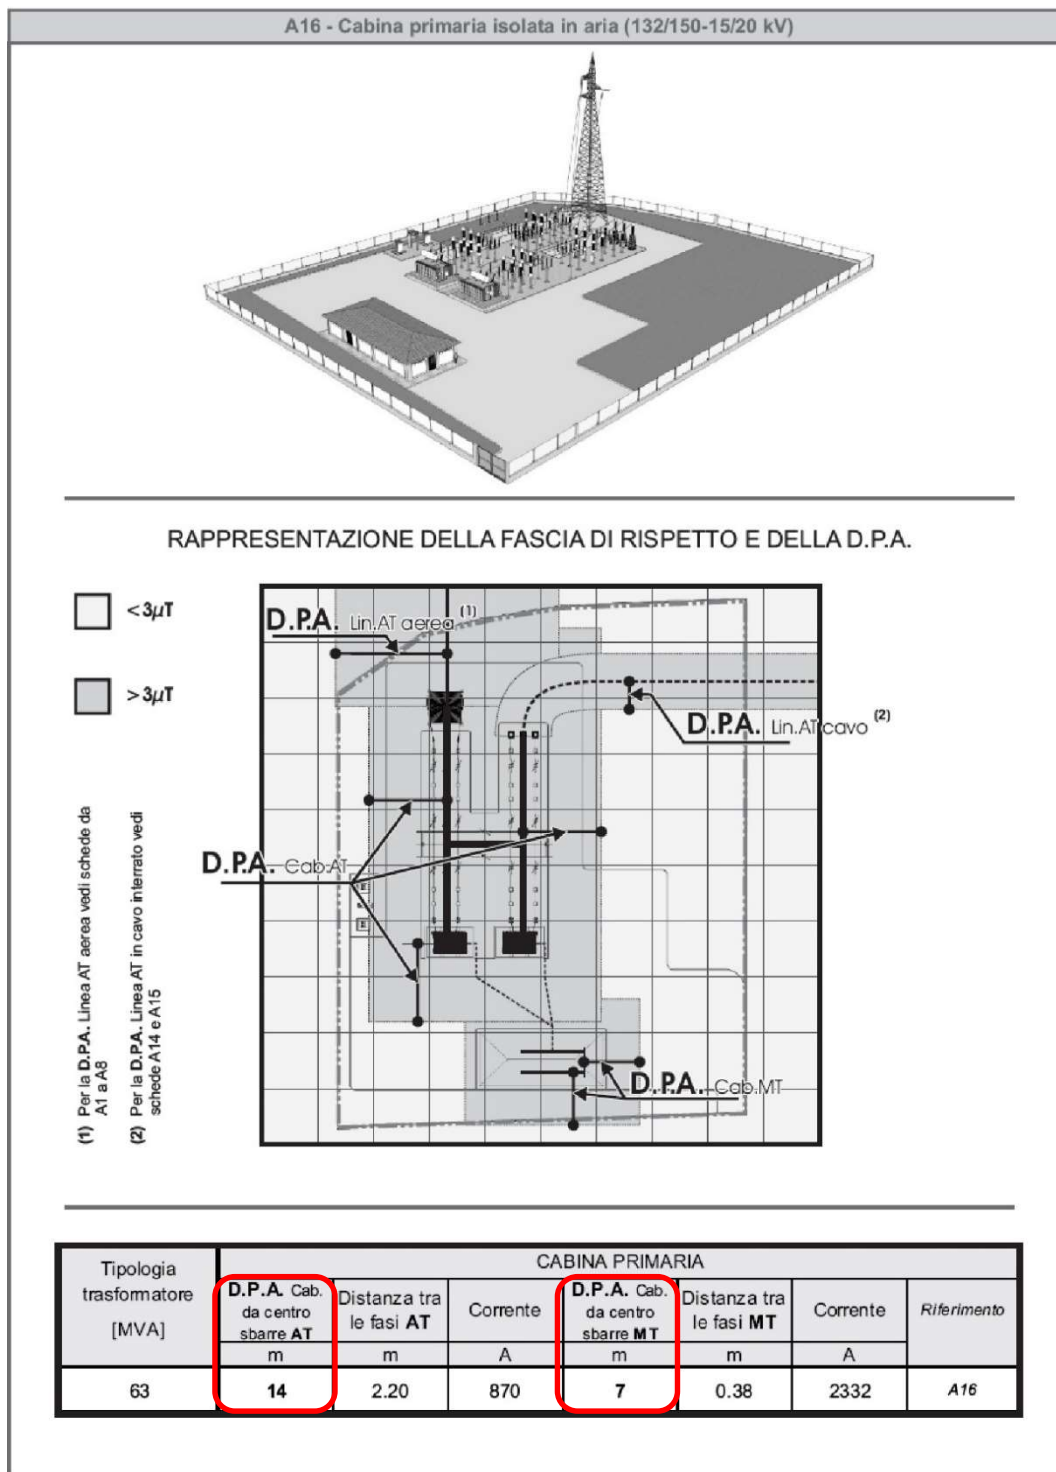 A16 - Cabina primaria isolata in aria (132/150-15/20 kV)
RAPPRESENTAZIONE DELLA FASCIA DI RISPETTO E DELLA D.P.A.
<3μT
>3μT
D.P.A. Lin.AT aerea (1)
D.P.A. Lin.AT cavo (2)
D.P.A. Cab.AT
D.P.A. Cab.MT
(1) Per la D.P.A. Linea AT aerea vedi schede da
A1 a A8
(2) Per la D.P.A. Linea AT in cavo interrato vedi
schede A14 e A15
CABINA PRIMARIA
Tipologia
trasformatore
[MVA]
D.P.A. Cab.
da centro
sbarre AT
Distanza tra
le fasi AT
Corrente
D.P.A. Cab.
da centro
sbarre MT
Distanza tra
le fasi MT
Corrente
Riferimento
m m A m m A
63 14 2.20 870 7 0.38 2332 A16